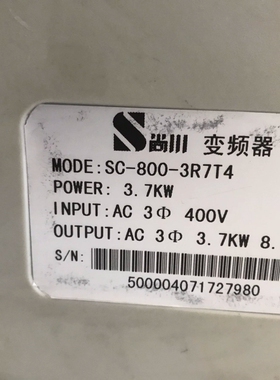 S 尚川 变频器
MODE:SC-800-3R7T4
POWER: 3.7KW
INPUT:AC 3Φ 400V
OUTPUT:AC 3Φ 3.7KW 8.
S/N:
500004071727980